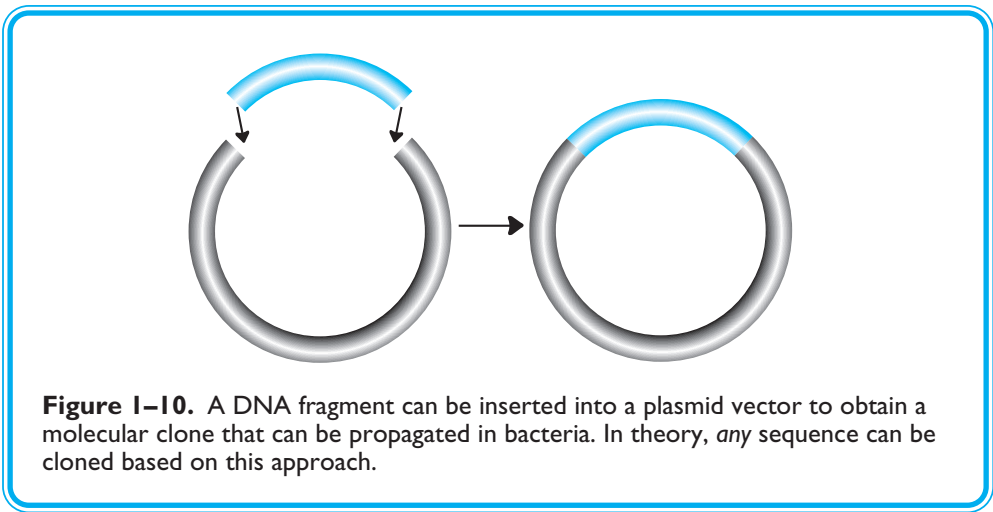 Figure 1–10. A DNA fragment can be inserted into a plasmid vector to obtain a
molecular clone that can be propagated in bacteria. In theory, any sequence can be
cloned based on this approach.